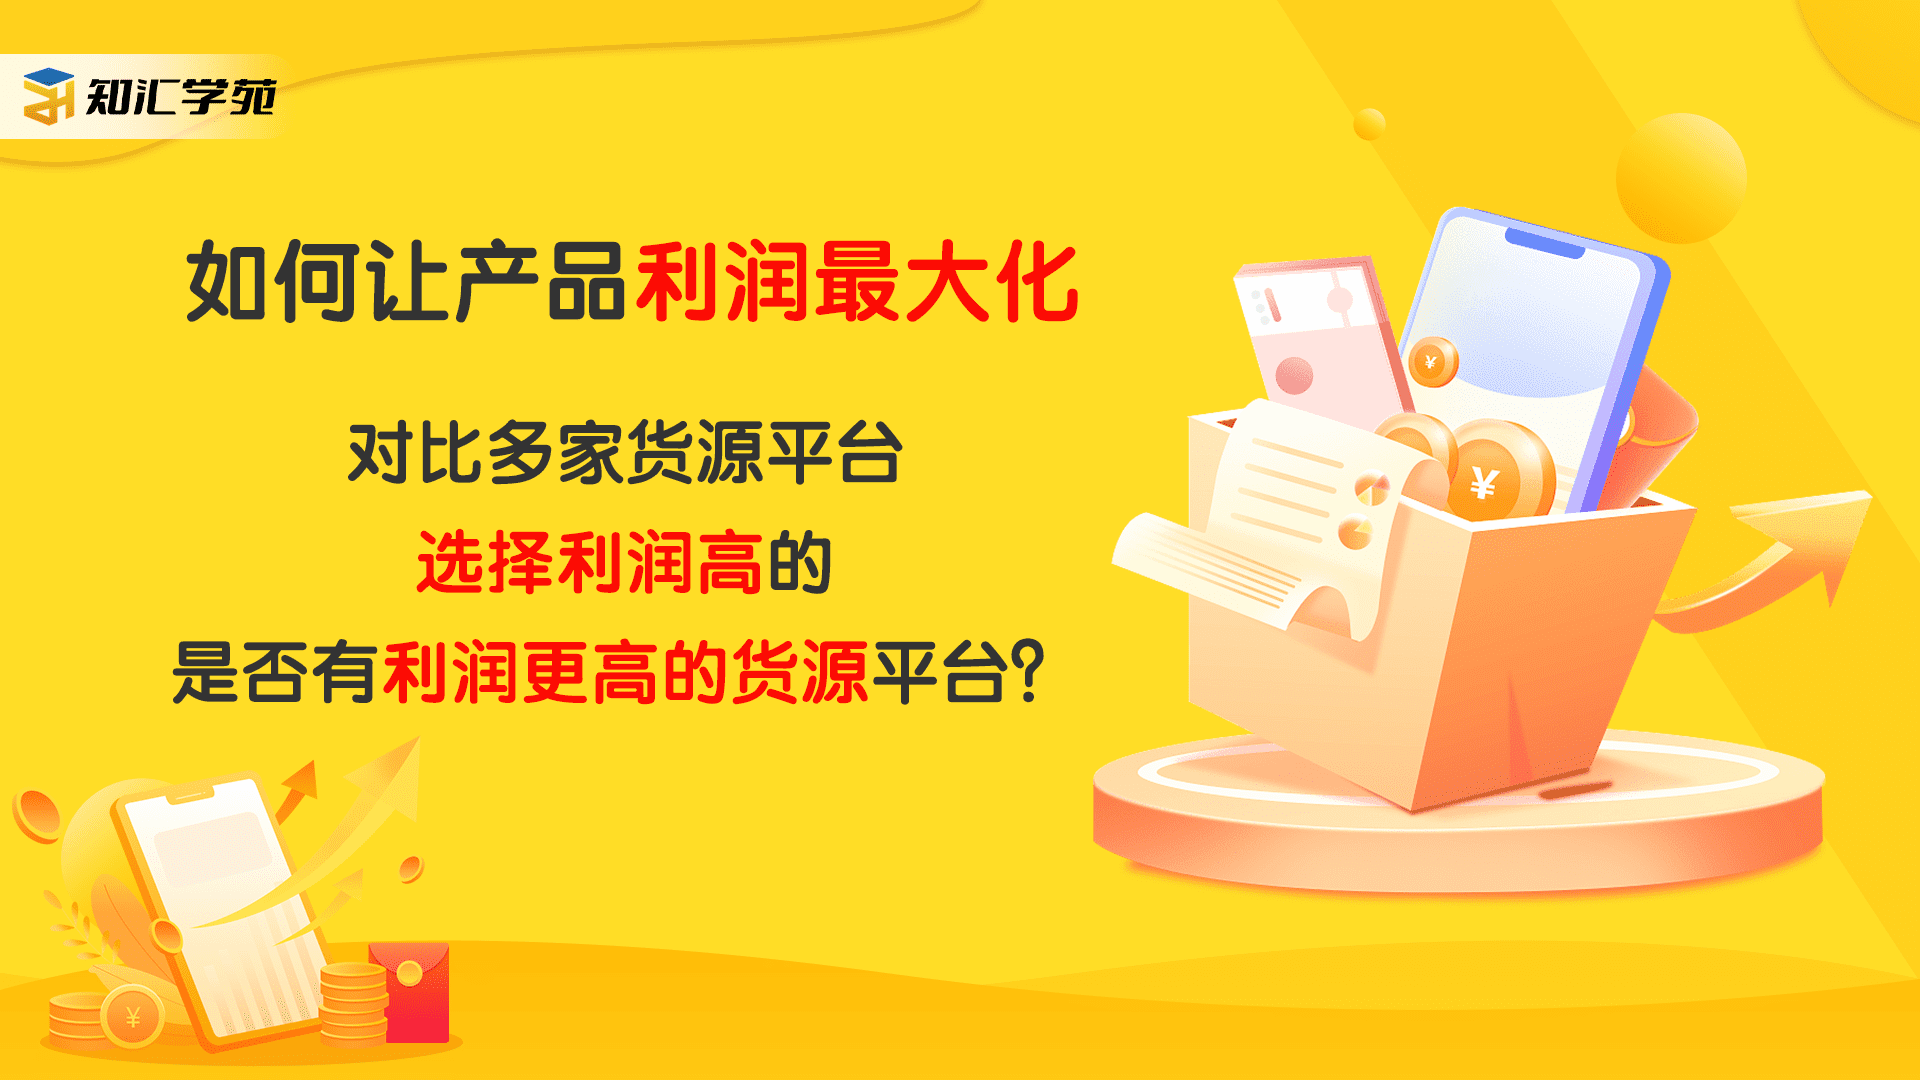 知汇学苑
如何让产品利润最大化
对比多家货源平台
选择利润高的
是否有利润更高的货源平台?
¥
¥
¥